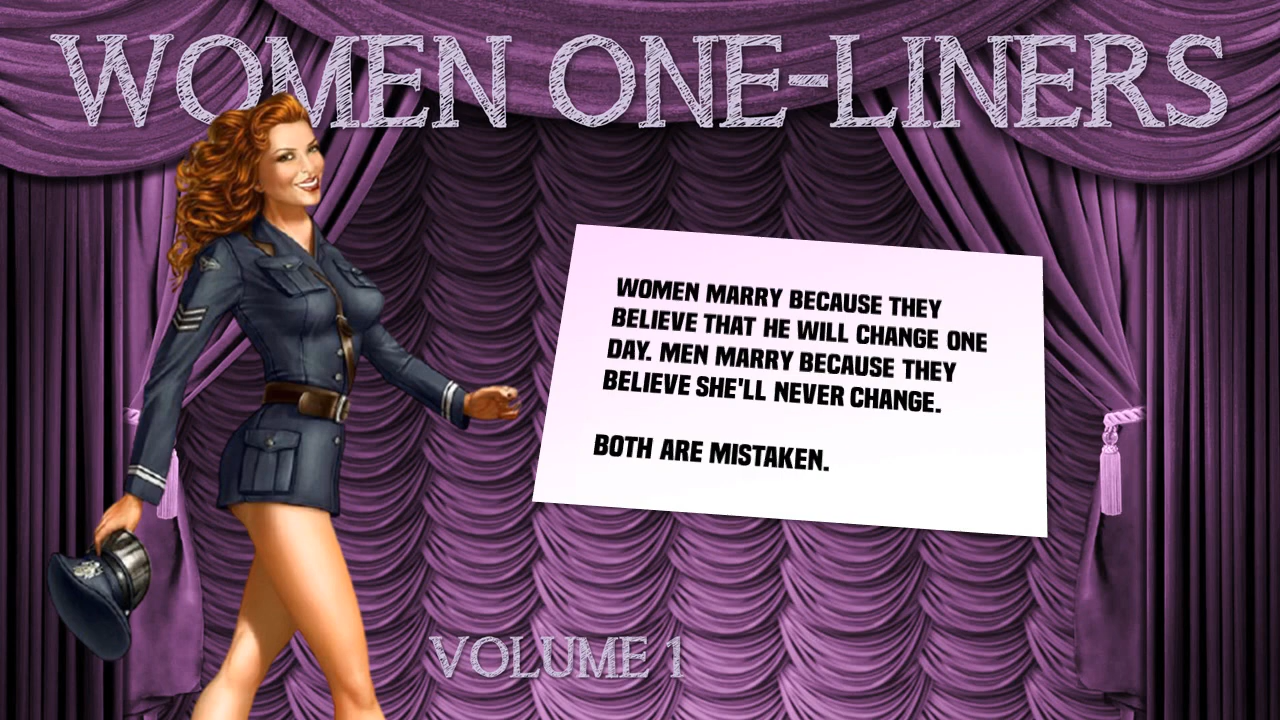 WOMEN ONE-LINERS
WOMEN MARRY BECAUSE THEY
BELIEVE THAT HE WILL CHANGE ONE
DAY. MEN MARRY BECAUSE THEY
BELIEVE SHE'LL NEVER CHANGE.
BOTH ARE MISTAKEN.
VOLUME 1